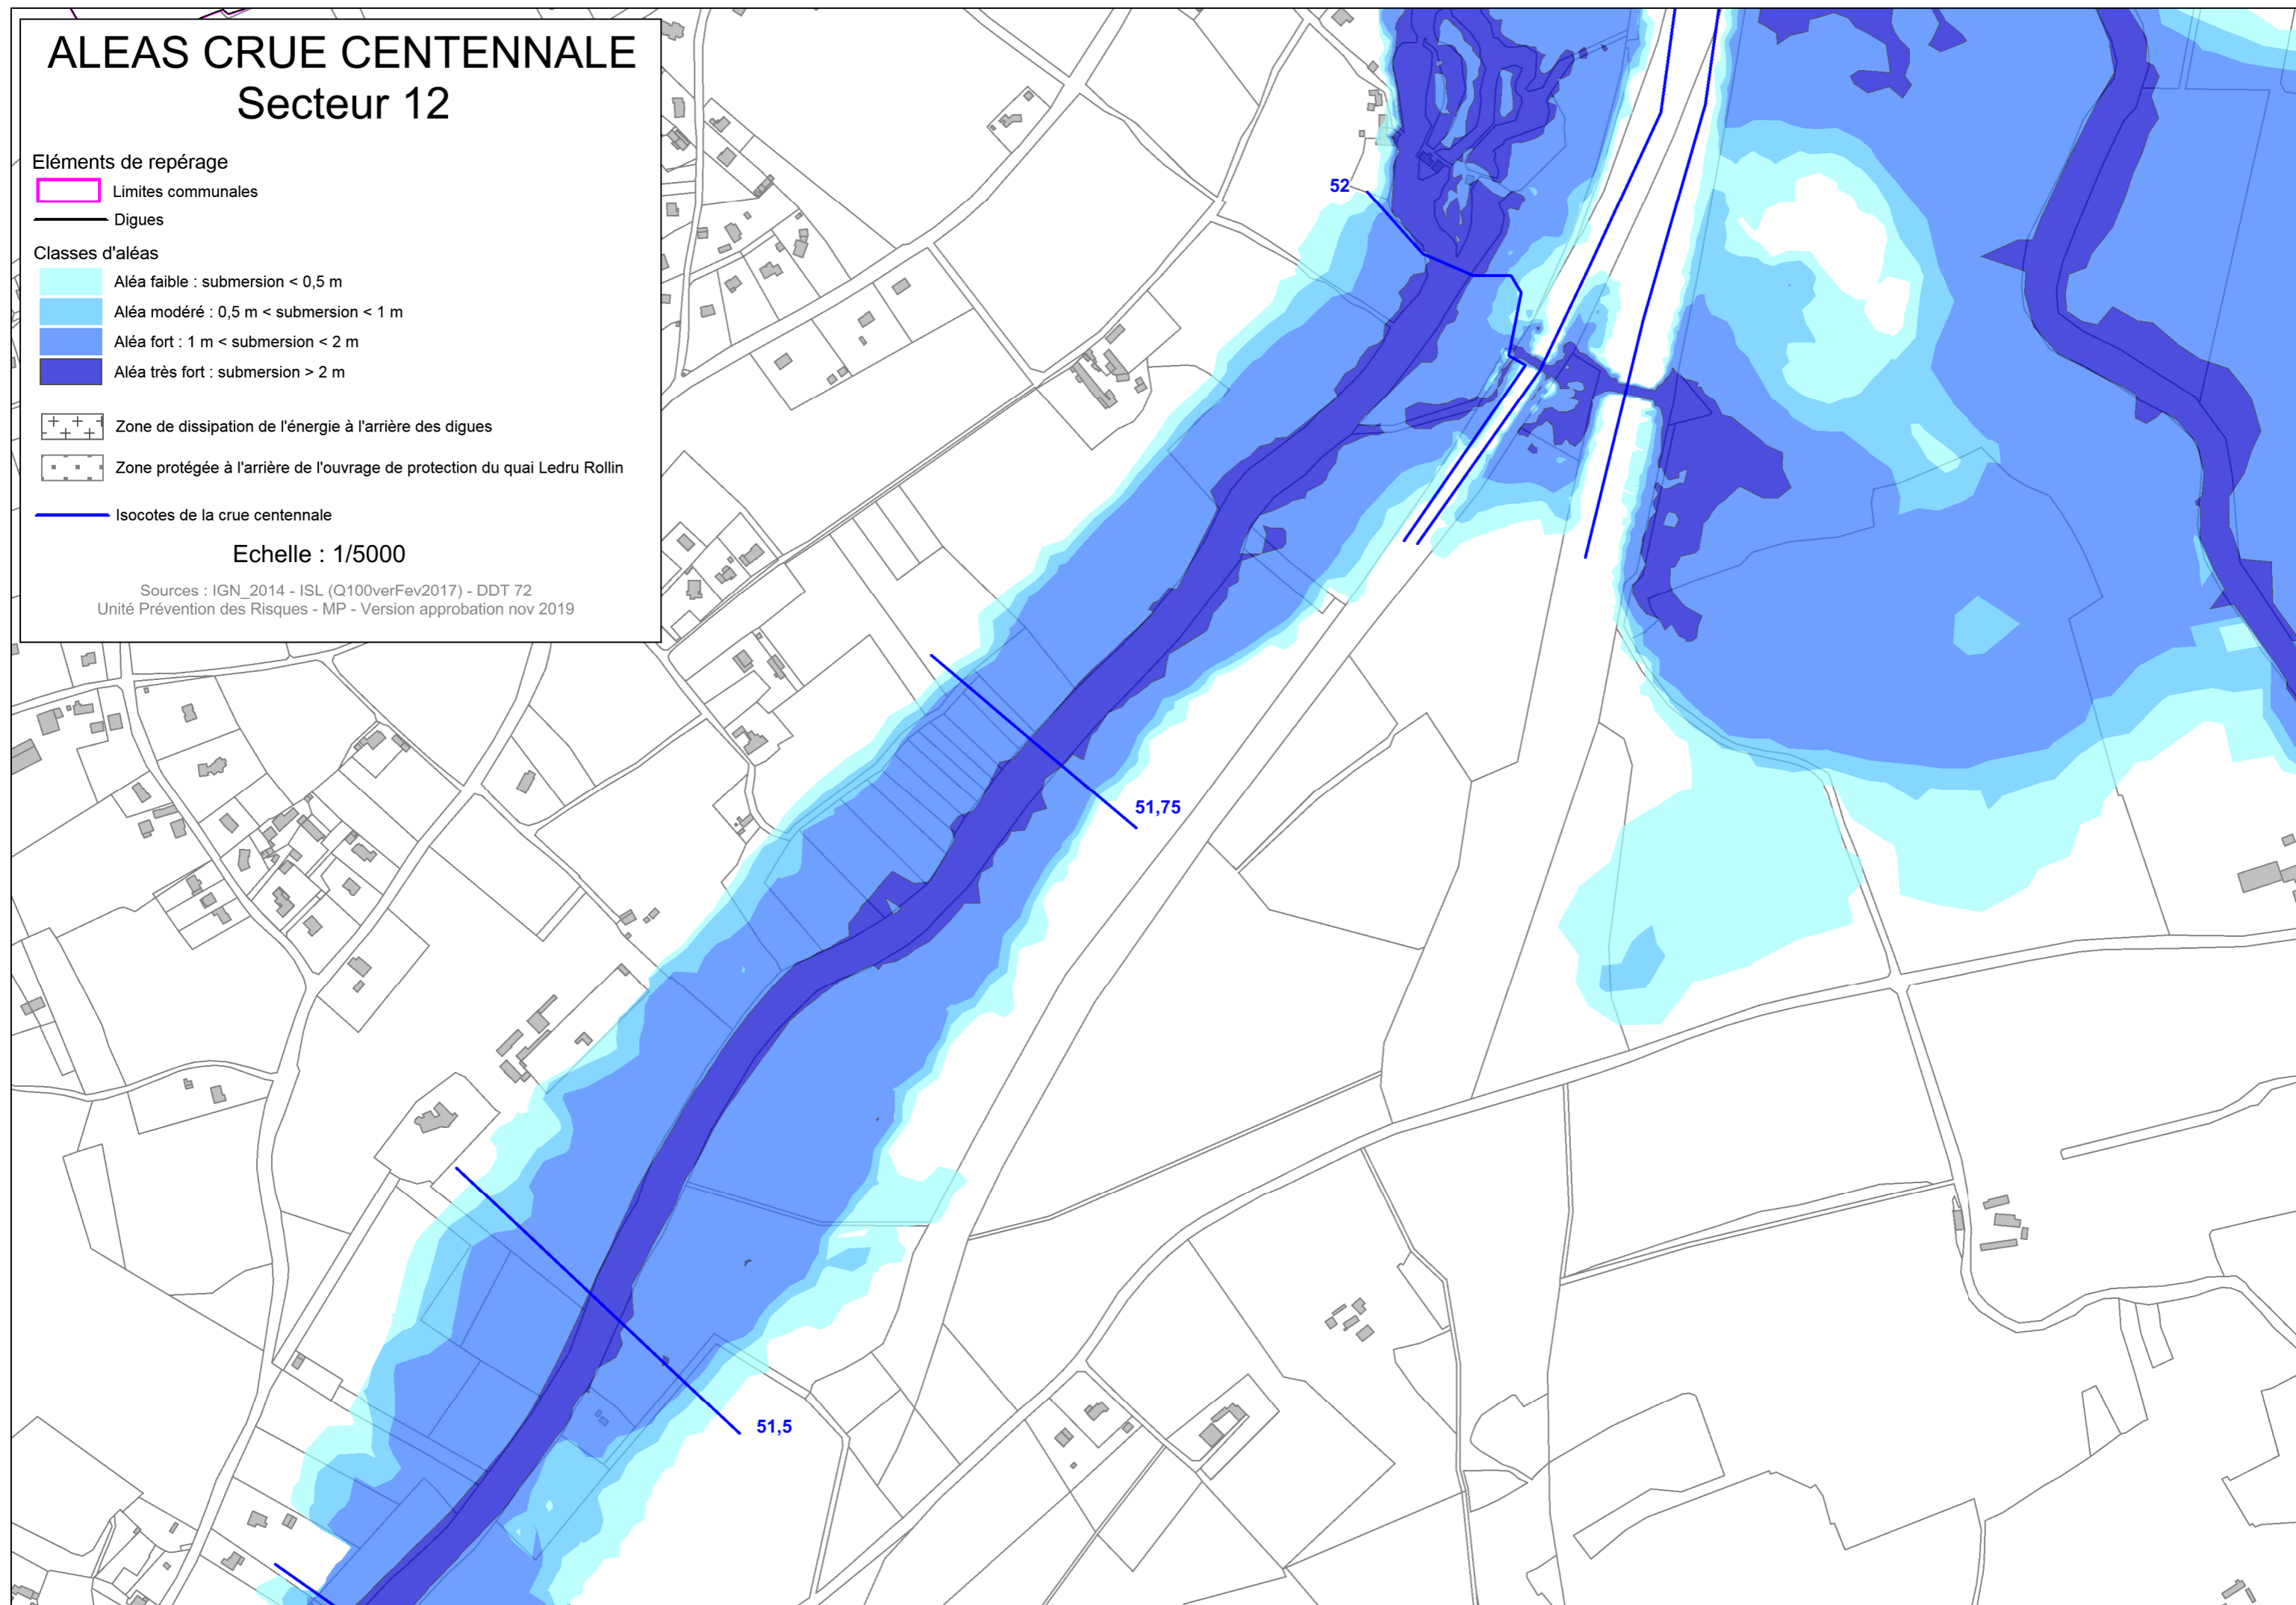 ALEAS CRUE CENTENNALE
Secteur 12
Eléments de repérage
Limites communales
Digues
Classes d'aléas
Aléa faible : submersion < 0,5 m
Aléa modéré : 0,5 m < submersion < 1 m
Aléa fort : 1 m < submersion < 2 m
Aléa très fort : submersion > 2 m
Zone de dissipation de l'énergie à l'arrière des digues
Zone protégée à l'arrière de l'ouvrage de protection du quai Ledru Rollin
Isocotes de la crue centennale
Echelle : 1/5000
Sources : IGN_2014 - ISL (Q100verFev2017) - DDT 72
Unité Prévention des Risques - MP - Version approbation nov 2019
52
51,75
51,5